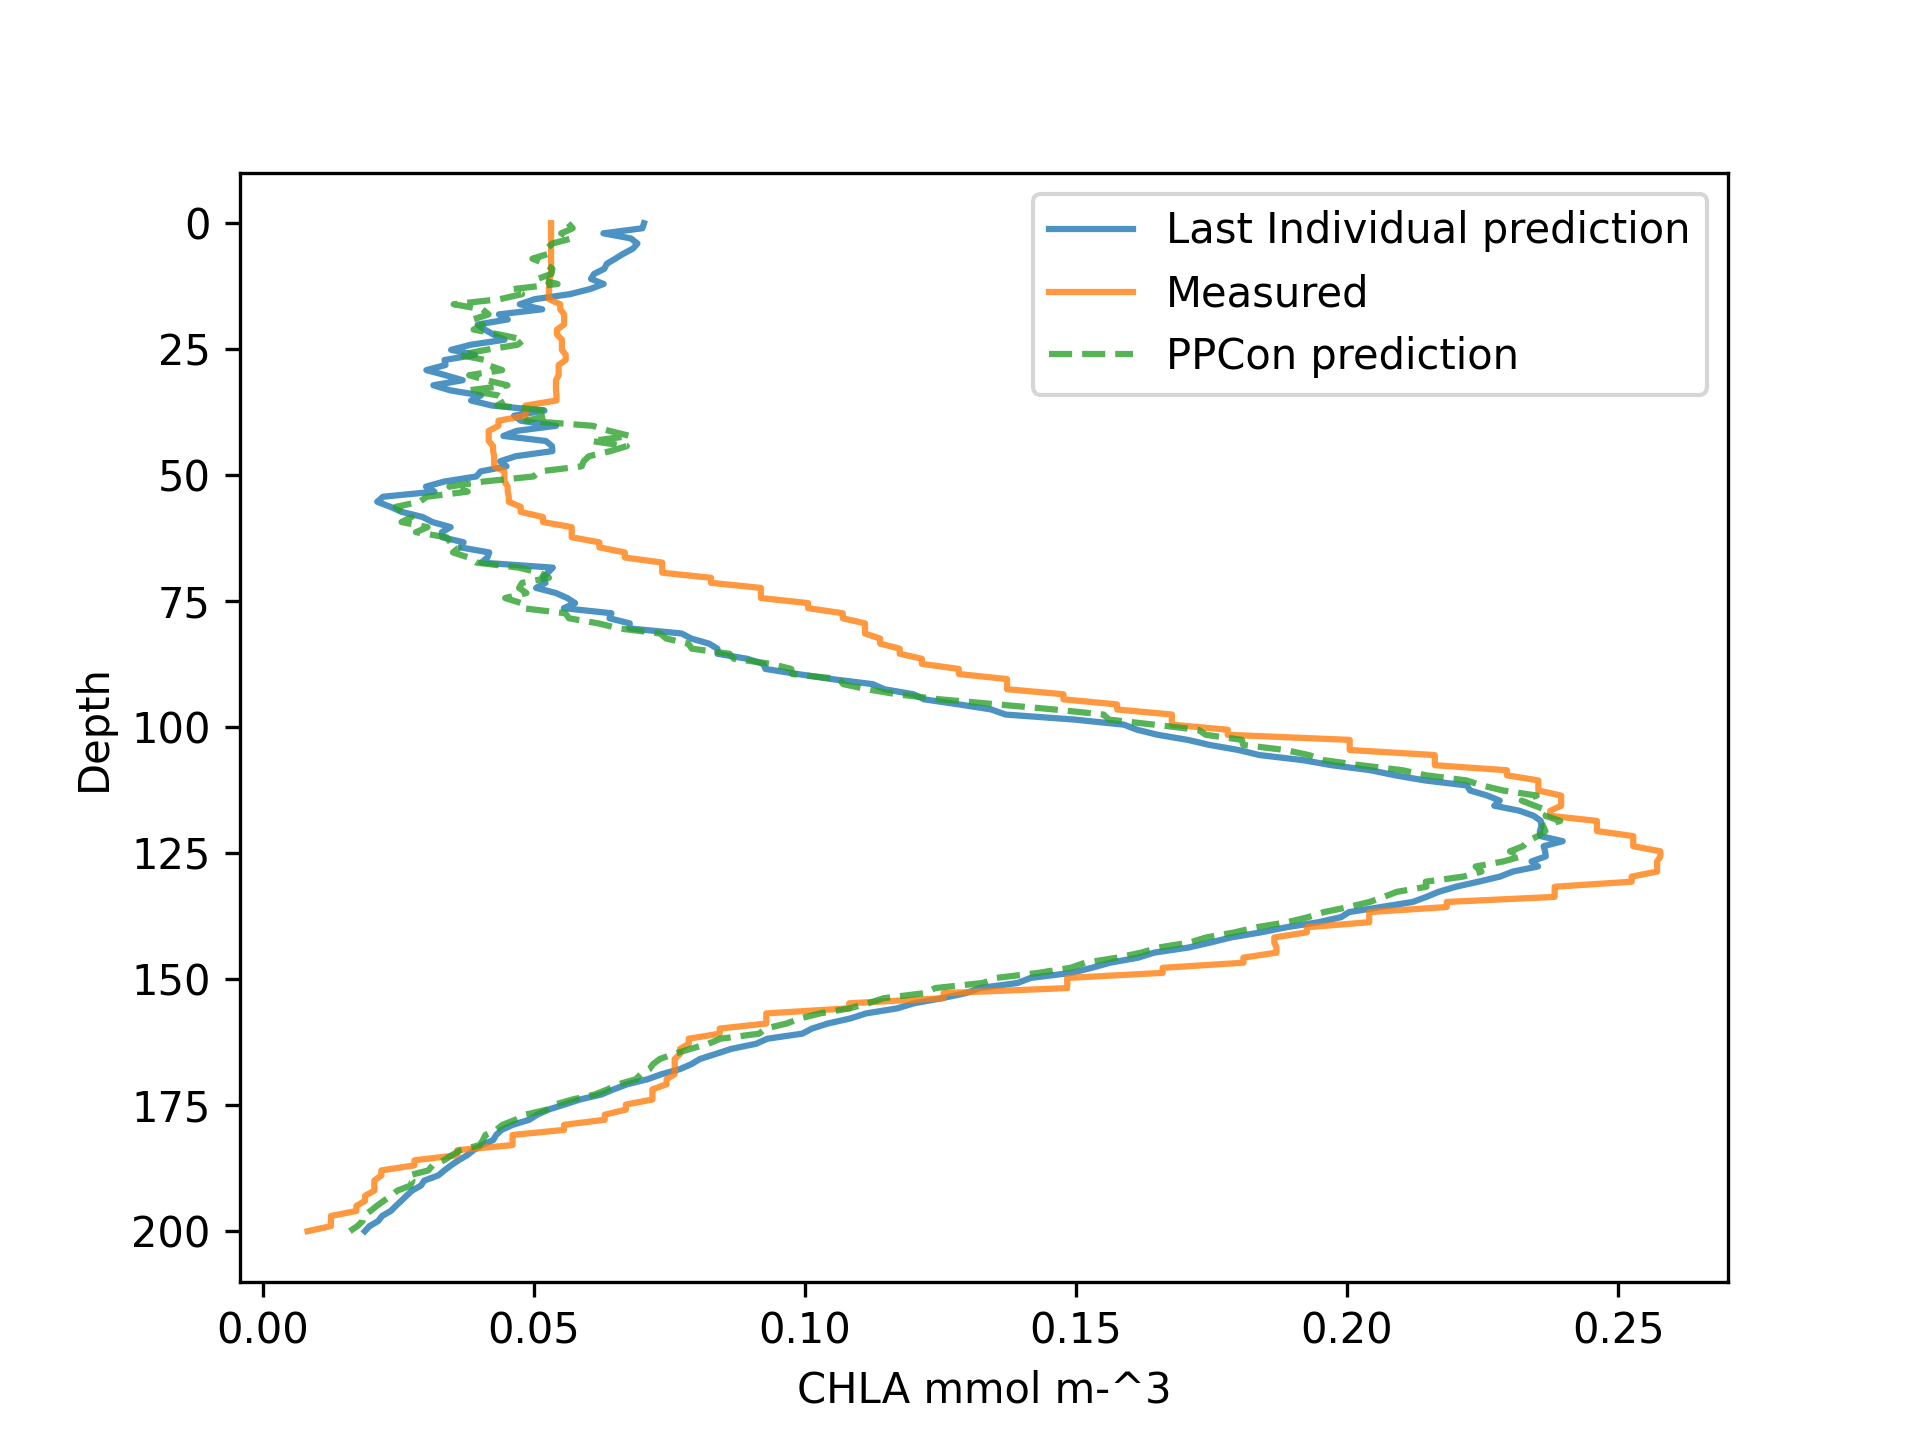 Last Individual prediction
Measured
PPCon prediction
0
25
50
75
100
125
150
175
200
Depth
0.00 0.05 0.10 0.15 0.20 0.25
CHLA mmol m-^3